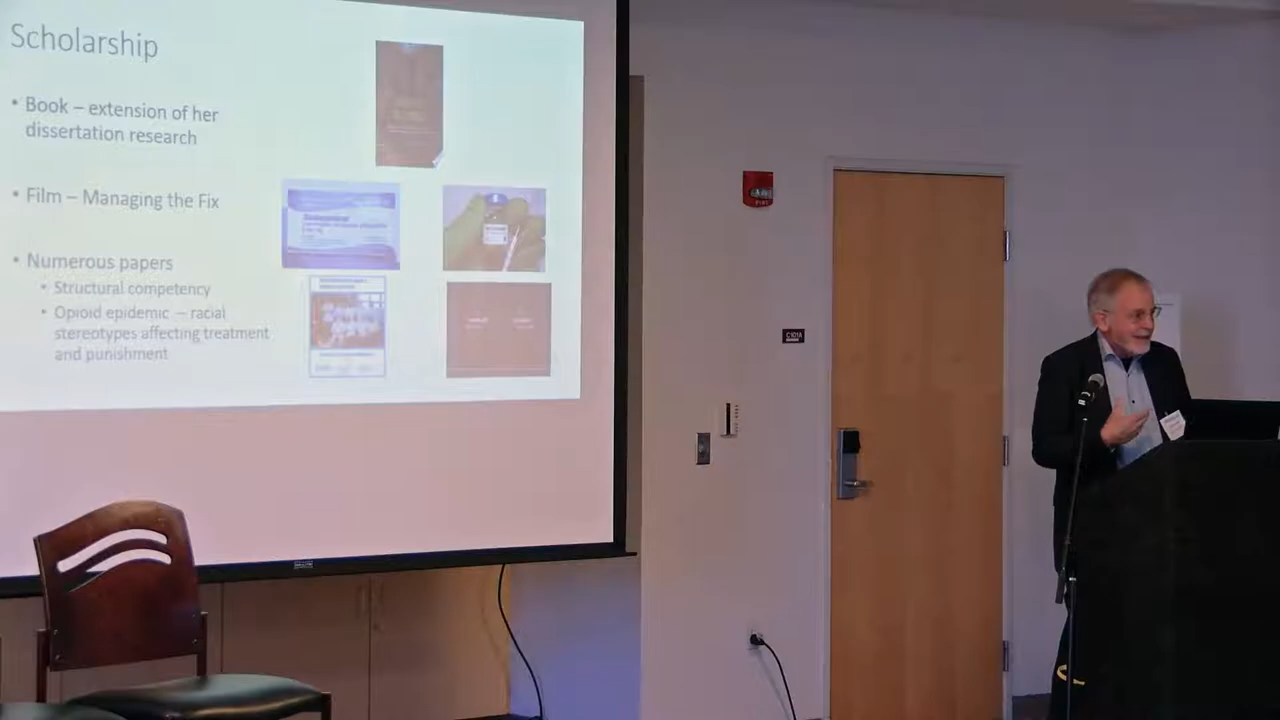 Scholarship
• Book – extension of her
dissertation research
• Film – Managing the Fix
• Numerous papers
• Structural competency
• Opioid epidemic – racial
stereotypes affecting treatment
and punishment
FIRE
C101A